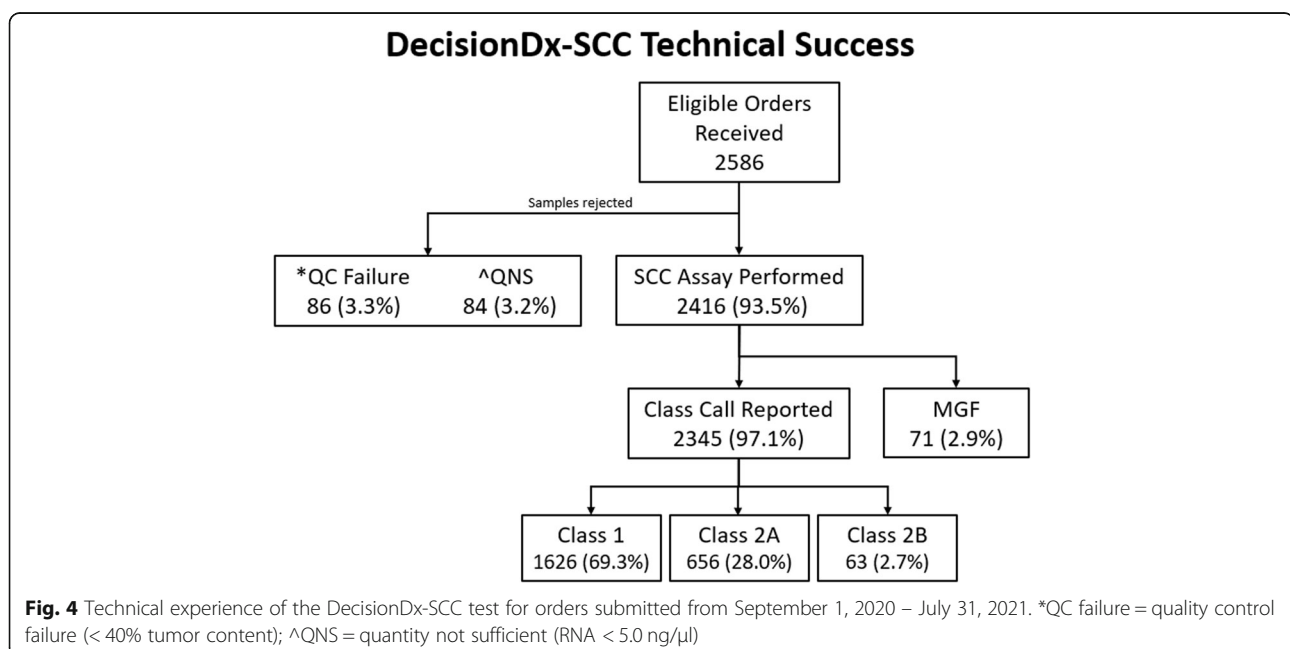 DecisionDx-SCC Technical Success
Eligible Orders
Received
2586
Samples rejected
*QC Failure ^QNS
86 (3.3%) 84 (3.2%)
SCC Assay Performed
2416 (93.5%)
Class Call Reported
2345 (97.1%)
MGF
71 (2.9%)
Class 1
1626 (69.3%)
Class 2A
656 (28.0%)
Class 2B
63 (2.7%)
Fig. 4 Technical experience of the DecisionDx-SCC test for orders submitted from September 1, 2020 – July 31, 2021. *QC failure = quality control
failure (< 40% tumor content); ^QNS = quantity not sufficient (RNA < 5.0 ng/μl)